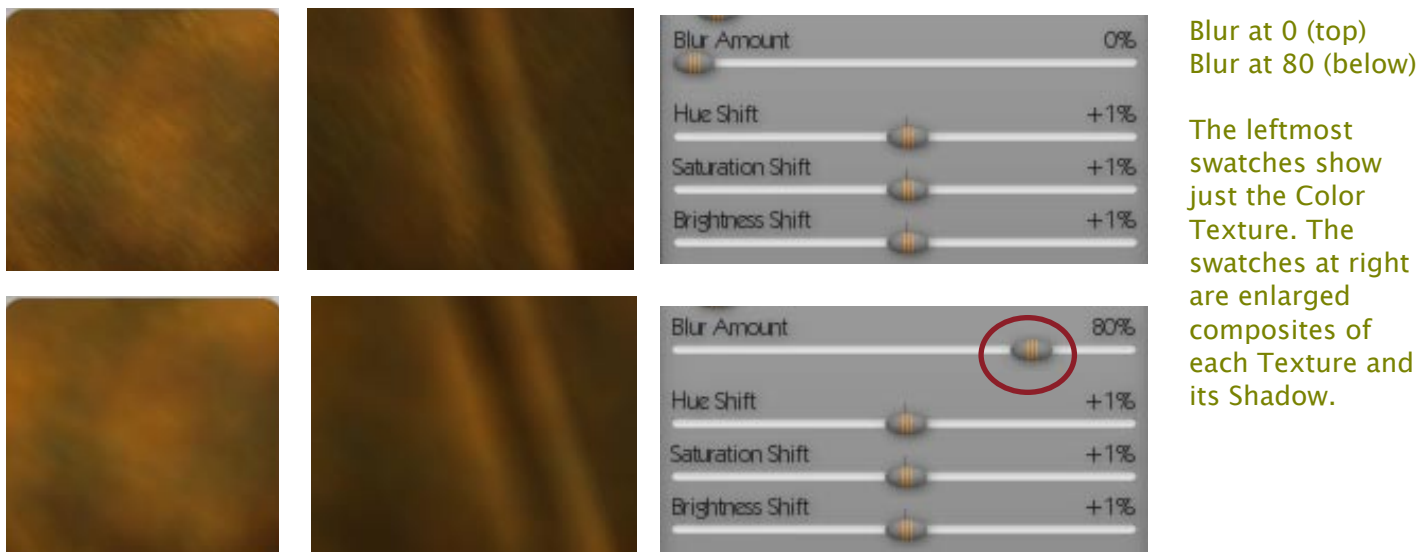 Blur Amount 0%
Hue Shift +1%
Saturation Shift +1%
Brightness Shift +1%
Blur at 0 (top)
Blur at 80 (below)
The leftmost
swatches show
just the Color
Texture. The
swatches at right
are enlarged
composites of
each Texture and
its Shadow.
Blur Amount 80%
Hue Shift +1%
Saturation Shift +1%
Brightness Shift +1%